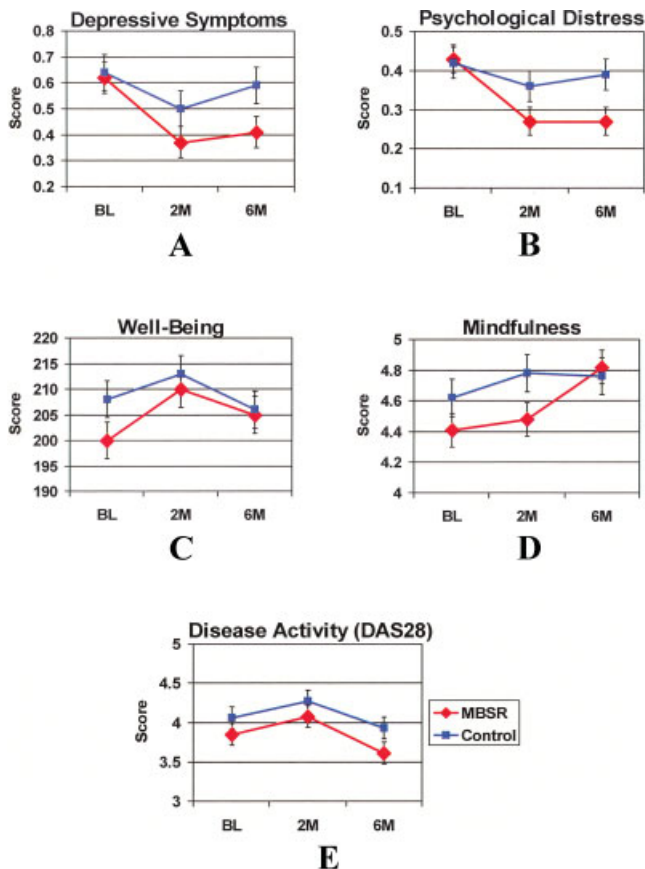 Depressive Symptoms
0.8
0.7
0.6
0.5
0.4
0.3
0.2
Score
BL 2M 6M
A
Psychological Distress
0.5
0.4
0.3
0.2
0.1
Score
BL 2M 6M
B
Well-Being
220
215
210
205
200
195
190
Score
BL 2M 6M
C
Mindfulness
5
4.8
4.6
4.4
4.2
4
Score
BL 2M 6M
D
Disease Activity (DAS28)
5
4.5
4
3.5
3
Score
BL 2M 6M
MBSR
Control
E